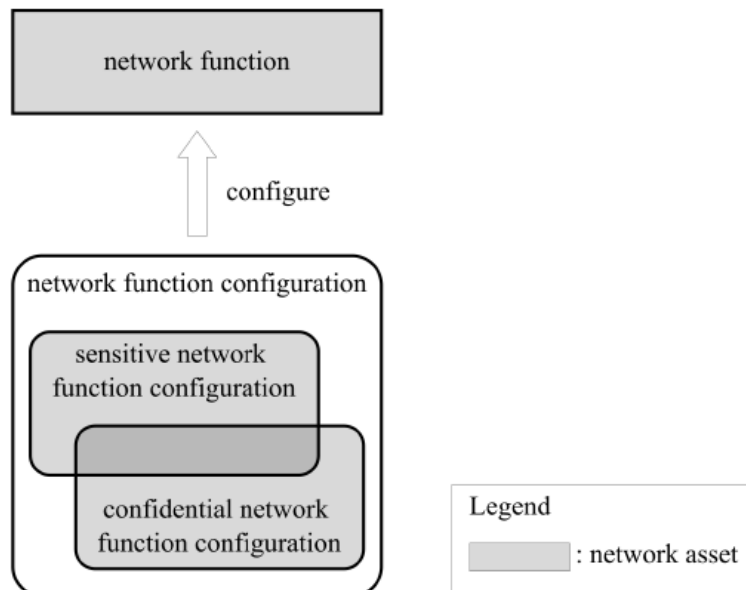 network function
configure
network function configuration
sensitive network
function configuration
confidential network
function configuration
Legend
: network asset